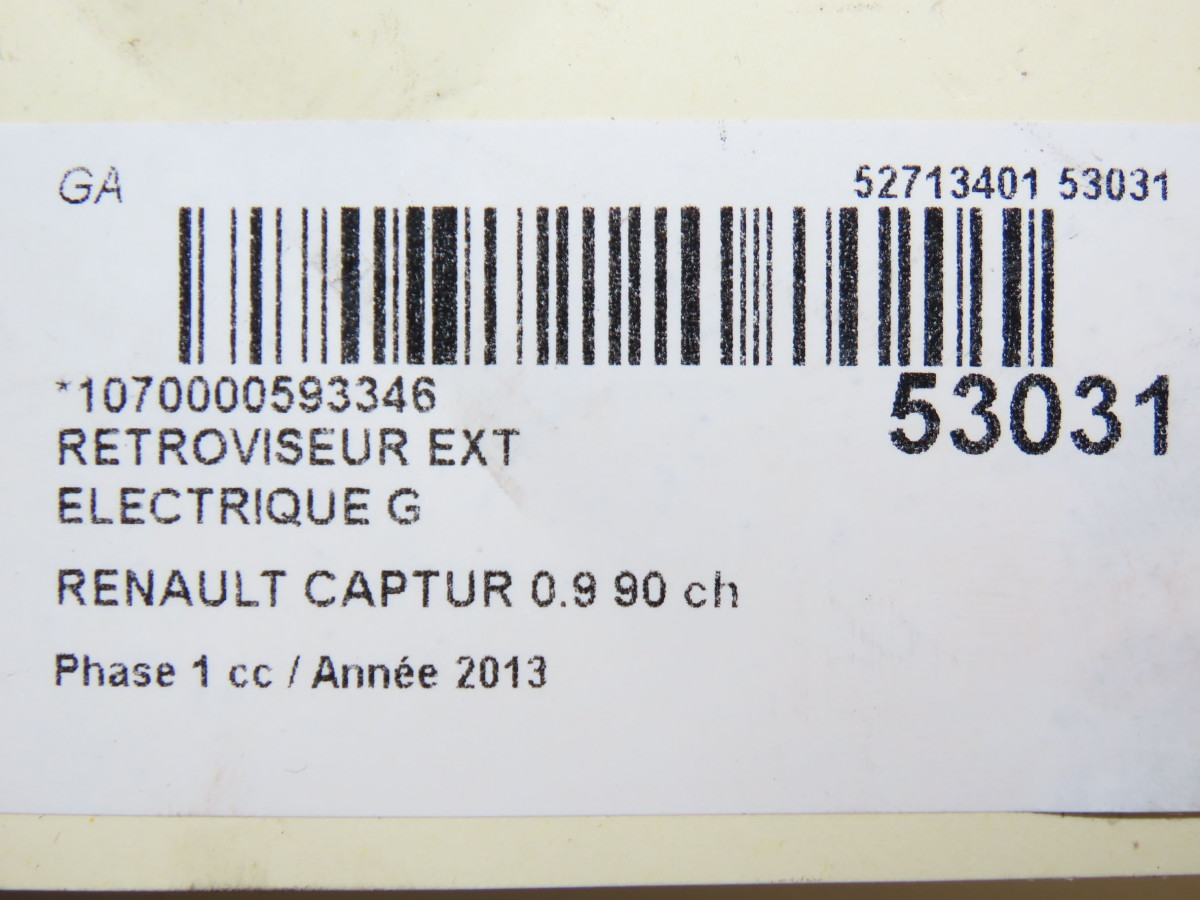 GA
52713401 53031
*1070000593346
53031
RETROVISEUR EXT
ELECTRIQUE G
RENAULT CAPTUR 0.9 90 ch
Phase 1 cc / Année 2013